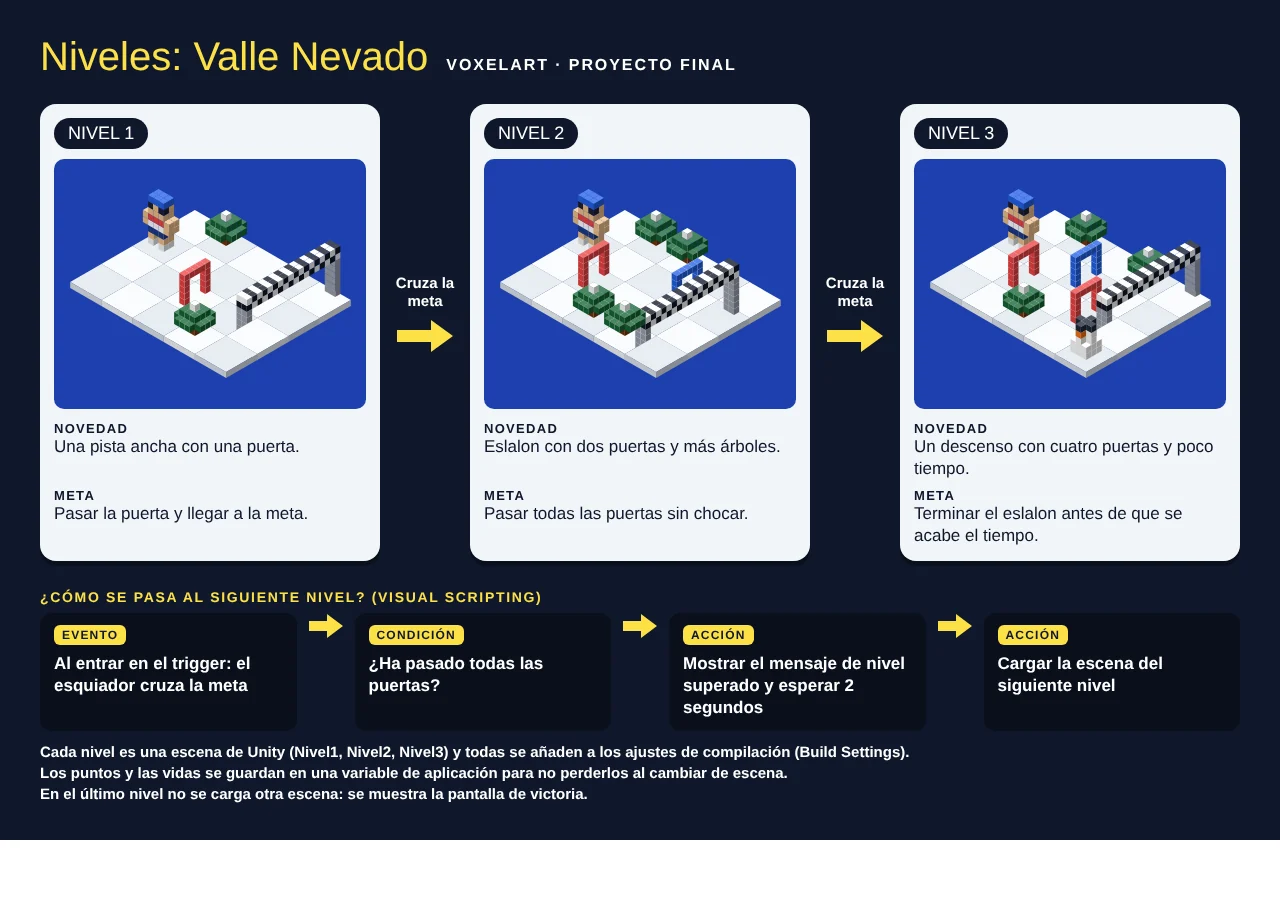 Niveles: Valle Nevado
VOXELART · PROYECTO FINAL
NIVEL 1
NOVEDAD
Una pista ancha con una puerta.
META
Pasar la puerta y llegar a la meta.
Cruza la
meta
NIVEL 2
NOVEDAD
Eslalon con dos puertas y más árboles.
META
Pasar todas las puertas sin chocar.
Cruza la
meta
NIVEL 3
NOVEDAD
Un descenso con cuatro puertas y poco
tiempo.
META
Terminar el eslalon antes de que se
acabe el tiempo.
¿CÓMO SE PASA AL SIGUIENTE NIVEL? (VISUAL SCRIPTING)
EVENTO
Al entrar en el trigger: el
esquiador cruza la meta
CONDICIÓN
¿Ha pasado todas las
puertas?
ACCIÓN
Mostrar el mensaje de nivel
superado y esperar 2
segundos
ACCIÓN
Cargar la escena del
siguiente nivel
Cada nivel es una escena de Unity (Nivel1, Nivel2, Nivel3) y todas se añaden a los ajustes de compilación (Build Settings).
Los puntos y las vidas se guardan en una variable de aplicación para no perderlos al cambiar de escena.
En el último nivel no se carga otra escena: se muestra la pantalla de victoria.